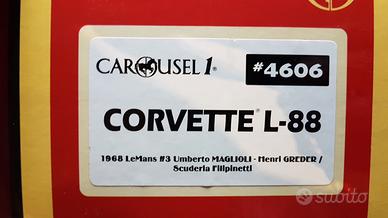 CAROUSEL 1®
#4606
CORVETTE® L-88
1968 LeMans #3 Umberto MAGLIOLI - Henri GREDER /
Scuderia Filipinetti
subito